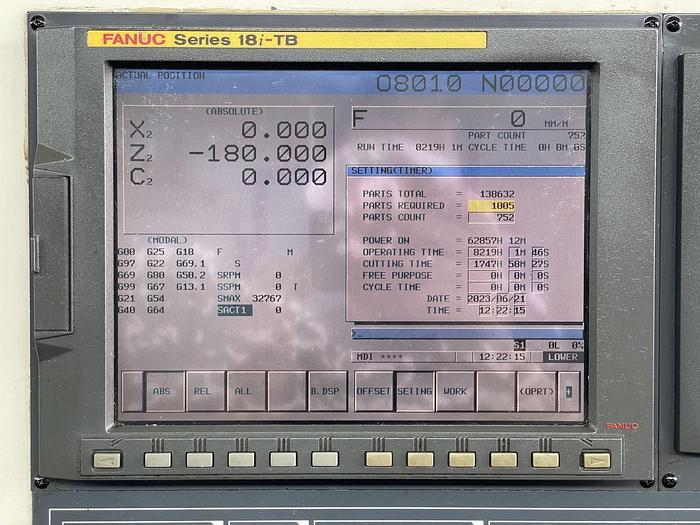 FANUC Series 18i-TB
ACTUAL POSITION O8010 N00000
(ABSOLUTE)
X2 0.000
Z2 -180.000
C2 0.000
F 0 MM/M
PART COUNT 752
RUN TIME 8219H 1M CYCLE TIME 0H 0M 0S
(MODAL)
G00 G25 G18 F M
G97 G22 G69.1 S
G69 G80 G50.2 SRPM 0
G99 G67 G13.1 SSPM 0 T
G21 G54 SMAX 32767
G40 G64 SACT1 0
SETTING(TIMER)
PARTS TOTAL = 138632
PARTS REQUIRED = 1005
PARTS COUNT = 752
POWER ON = 62857H 12M
OPERATING TIME = 8219H 1M 46S
CUTTING TIME = 1747H 58M 27S
FREE PURPOSE = 0H 0M 0S
CYCLE TIME = 0H 0M 0S
DATE = 2023/06/21
TIME = 12:22:15
>_
S1 0L 0%
MDI **** 12:22:15 LOWER
ABS REL ALL B.DSP OFFSET SETING WORK (OPRT) +
FANUC